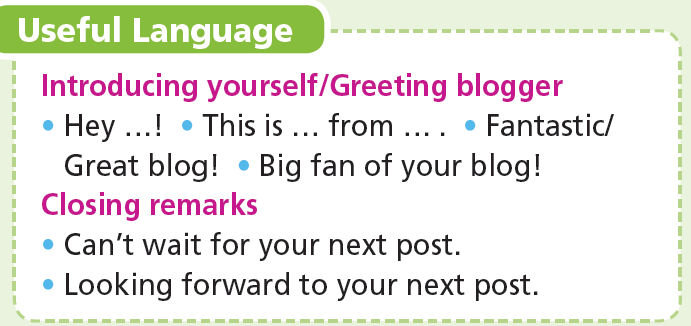 Useful Language
Introducing yourself/Greeting blogger
• Hey …! • This is … from … . • Fantastic/
Great blog! • Big fan of your blog!
Closing remarks
• Can’t wait for your next post.
• Looking forward to your next post.